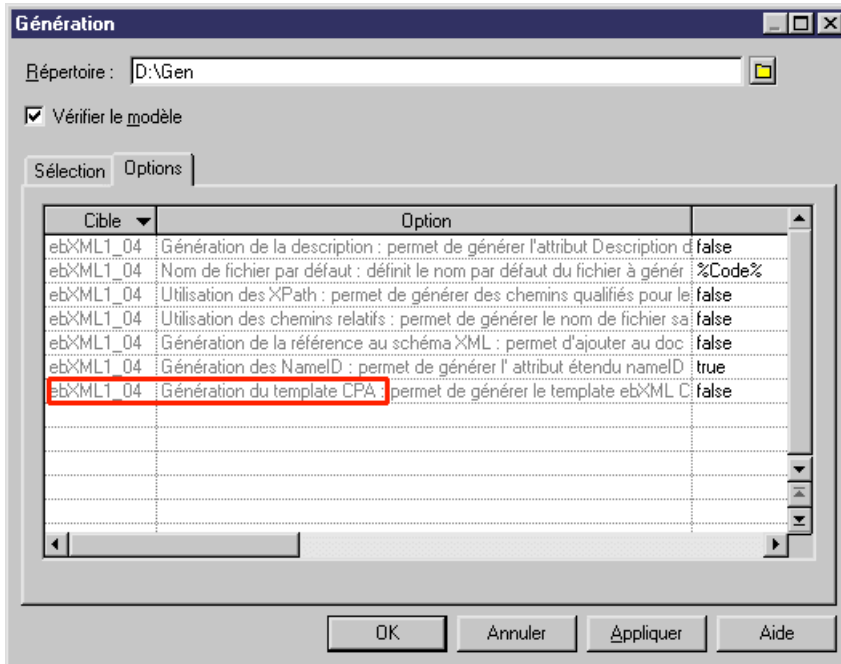 Génération
Répertoire : D:\Gen
Vérifier le modèle
Sélection Options
Cible Option
ebXML1_04 Génération de la description : permet de générer l'attribut Description d false
ebXML1_04 Nom de fichier par défaut : définit le nom par défaut du fichier à génér %Code%
ebXML1_04 Utilisation des XPath : permet de générer des chemins qualifiés pour le false
ebXML1_04 Utilisation des chemins relatifs : permet de générer le nom de fichier sa false
ebXML1_04 Génération de la référence au schéma XML : permet d'ajouter au doc false
ebXML1_04 Génération des NameID : permet de générer l' attribut étendu nameID true
ebXML1_04 Génération du template CPA : permet de générer le template ebXML C false
OK Annuler Appliquer Aide